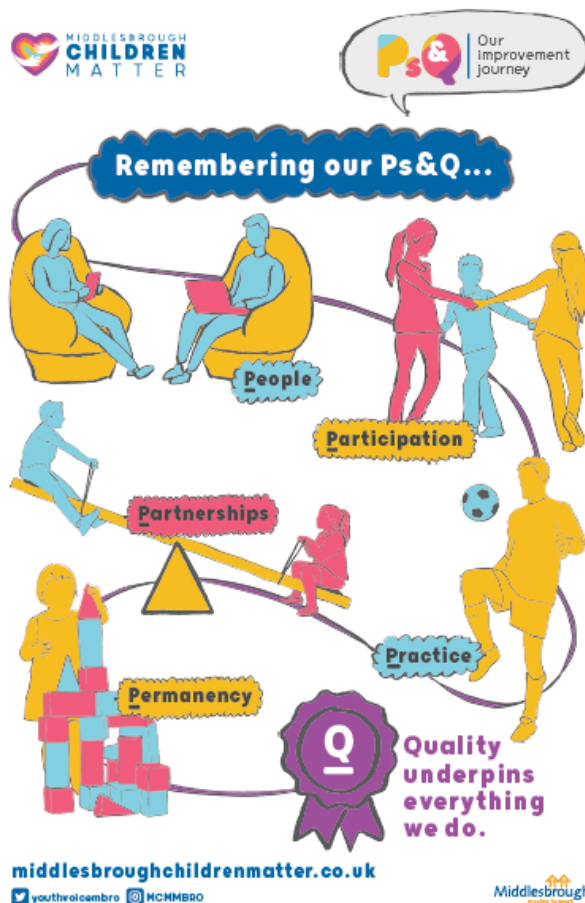 MIDDLESBROUGH
CHILDREN
MATTER
Ps&Q
Our
improvement
journey
Remembering our Ps&Q...
People
Participation
Partnerships
Practice
Permanency
Q
Quality
underpins
everything
we do.
middlesbroughchildrenmatter.co.uk
youthvoicembro MCMMBRO
Middlesbrough